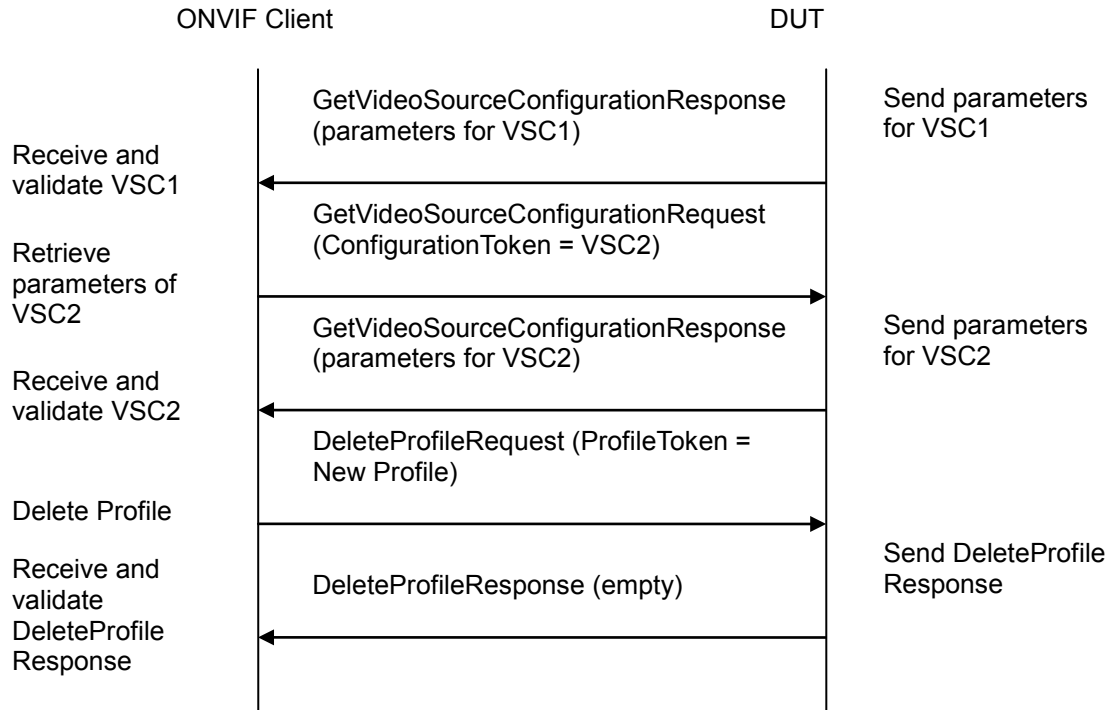 ONVIF Client
DUT
GetVideoSourceConfigurationResponse
(parameters for VSC1)
Send parameters
for VSC1
Receive and
validate VSC1
GetVideoSourceConfigurationRequest
(ConfigurationToken = VSC2)
Retrieve
parameters of
VSC2
GetVideoSourceConfigurationResponse
(parameters for VSC2)
Send parameters
for VSC2
Receive and
validate VSC2
DeleteProfileRequest (ProfileToken =
New Profile)
Delete Profile
Send DeleteProfile
Response
Receive and
validate
DeleteProfile
Response
DeleteProfileResponse (empty)